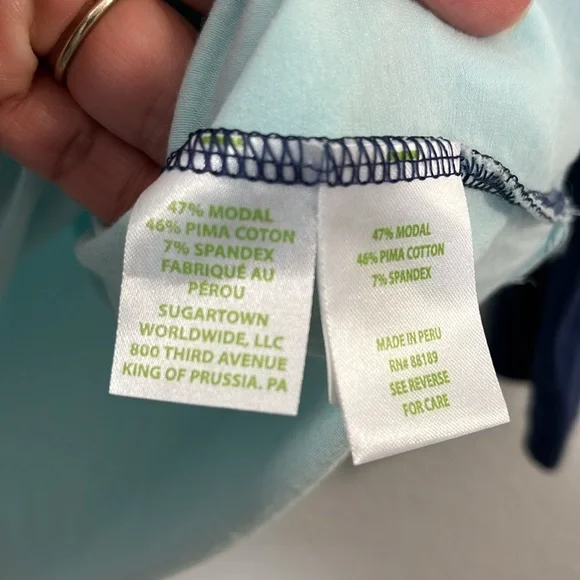 47% MODAL
46% PIMA COTON
7% SPANDEX
FABRIQUÉ AU
PÉROU
SUGARTOWN
WORLDWIDE, LLC
800 THIRD AVENUE
KING OF PRUSSIA. PA
47% MODAL
46% PIMA COTTON
7% SPANDEX
MADE IN PERU
RN# 88189
SEE REVERSE
FOR CARE